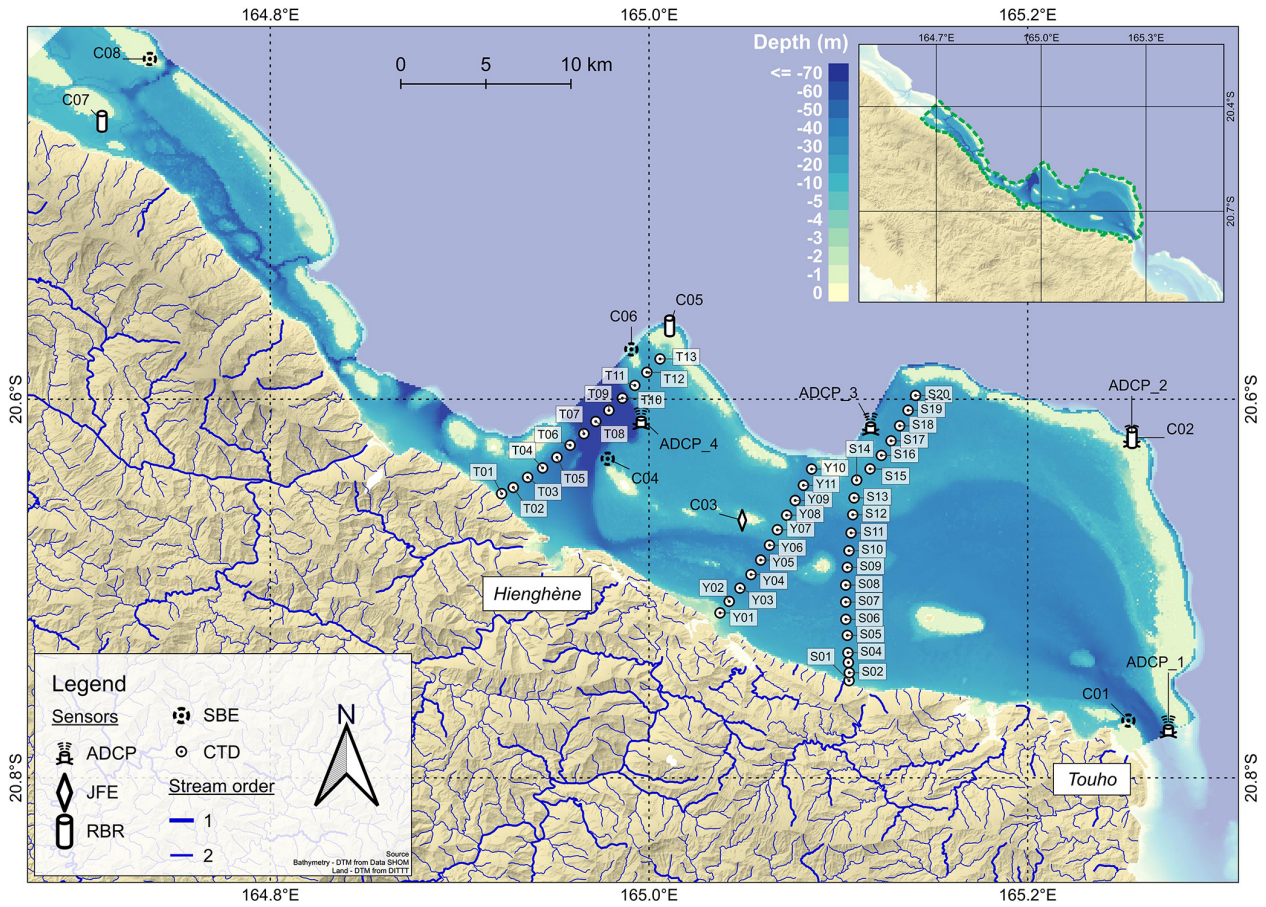 164.8°E 165.0°E 165.2°E
Depth (m)
<= -70
-60
-50
-40
-30
-20
-10
-5
-4
-3
-2
-1
0
164.7°E 165.0°E 165.3°E
20.4°S
20.7°S
0 5 10 km
C08
C07
C06
C05
T13
T12
T11
T10
T09
T08
T07
T06
T05
T04
T03
T02
T01
ADCP_4
C04
C03
ADCP_3
ADCP_2
C02
S20
S19
S18
S17
S16
S15
S14
S13
S12
S11
S10
S09
S08
S07
S06
S05
S04
S02
S01
Y10
Y11
Y09
Y08
Y07
Y06
Y05
Y04
Y03
Y02
Y01
ADCP_1
C01
Hienghène
Touho
20.6°S
20.6°S
20.8°S
20.8°S
Legend
Sensors
ADCP
JFE
RBR
SBE
CTD
Stream order
1
2
N
Source
Bathymetry - DTM from Data SHOM
Land - DTM from DITTT
164.8°E 165.0°E 165.2°E